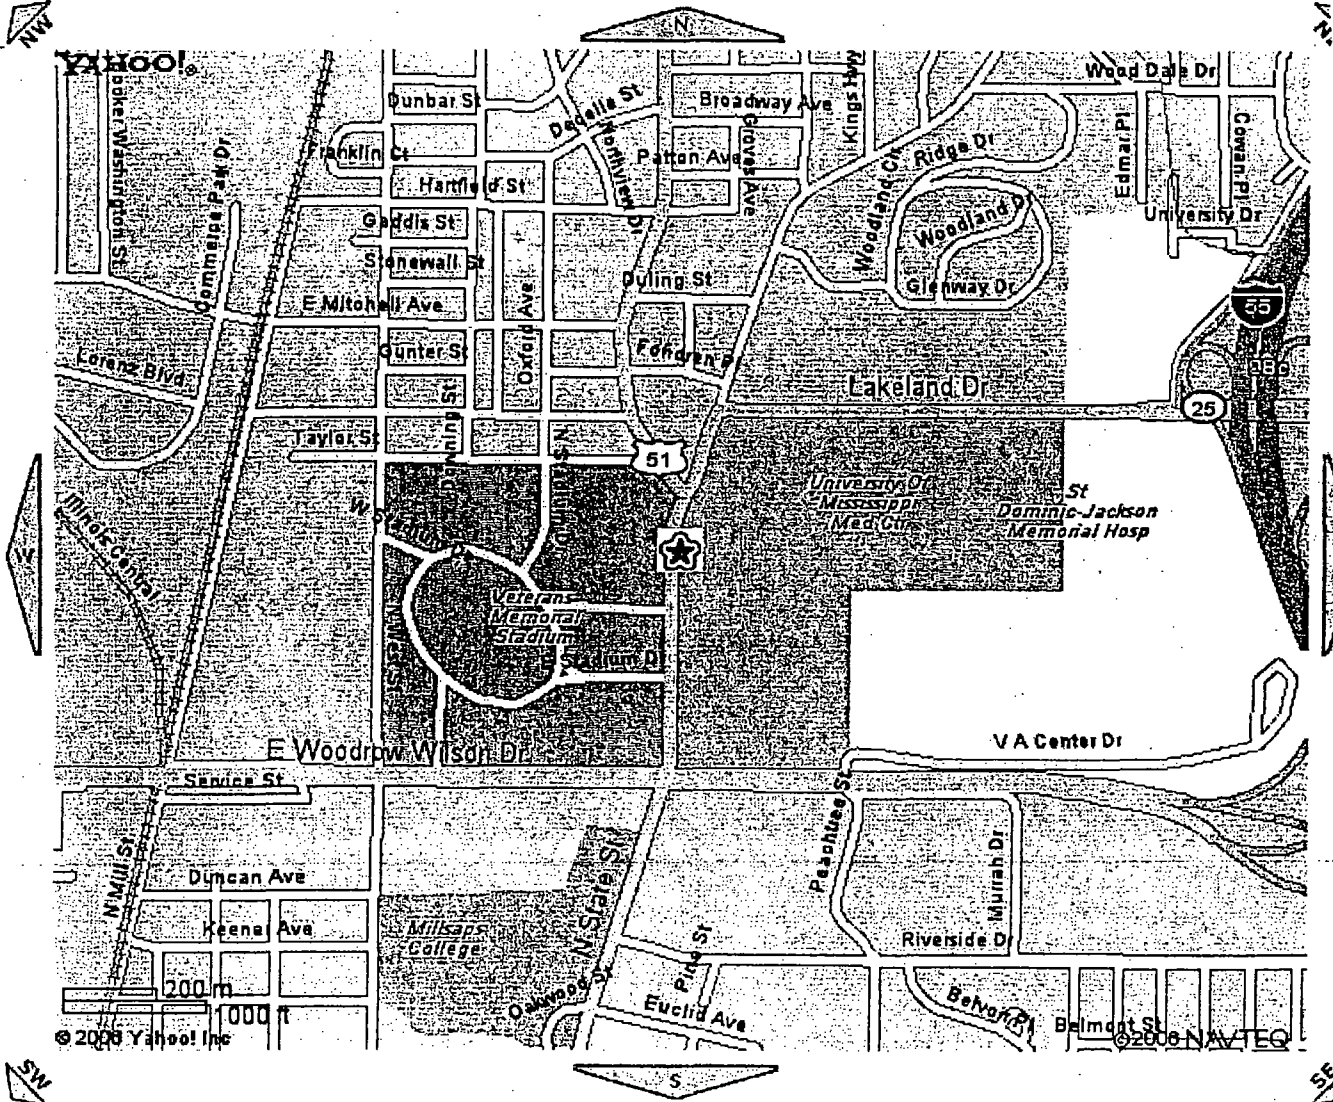 NW
N
YAHOO!
Wood Dale Dr
Dunbar St
Dedelle St
Broadway Ave
Kings Hwy
Franklin Ct
Northview Dr
Patton Ave
Groves Ave
Ridge Dr
Edmar Pl
Cowan Pl
Hartfield St
Commerce Park Dr
Gaddis St
Woodland Cir
Woodland Dr
University Dr
Stonewall St
Duling St
Glenway Dr
E Mitchell Ave
55
Oxford Ave
Gunter St
Fondren Pl
Lorenz Blvd
Lakeland Dr
25
Taylor St
51
University Of
Mississippi
Med Ctr
St
Dominic-Jackson
Memorial Hosp
Illinois Central
W Stadium Dr
N Stadium D
W
Veterans
Memorial
Stadium
N West S
E Stadium D
V A Center Dr
E Woodrow Wilson Dr
Service St
Peachtree St
N Mill St
N State St
Murrah Dr
Duncan Ave
Keener Ave
Millsaps
College
Riverside Dr
Pine St
Oakwood St
Euclid Ave
Belvoir Pl
Belmont St
200 m
1000 ft
© 2006 Yahoo! Inc
©2006 NAVTEQ
SW
S
SE